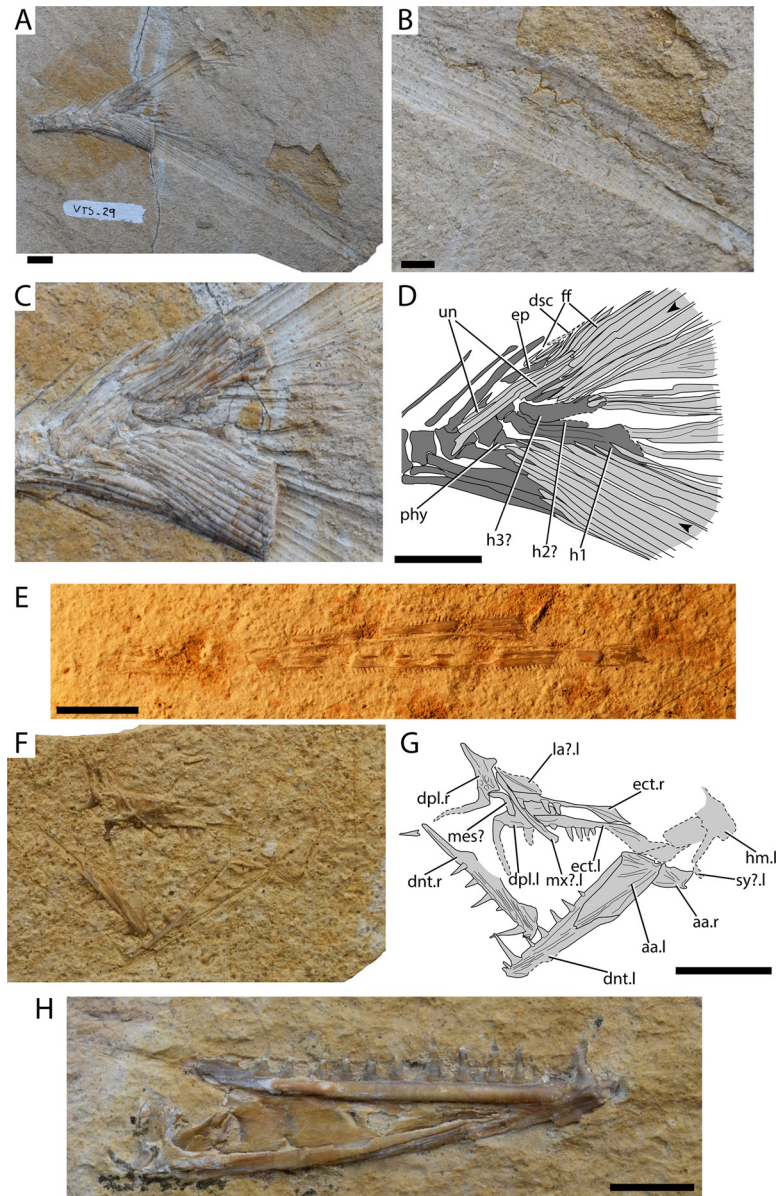 A
VTS_29
B
C
D
un
ep
dsc
ff
phy
h3?
h2?
h1
E
F
G
la?.l
dpl.r
ect.r
mes?
hm.l
dpl.l
ect.l
mx?.l
sy?.l
dnt.r
aa.r
aa.l
dnt.l
H